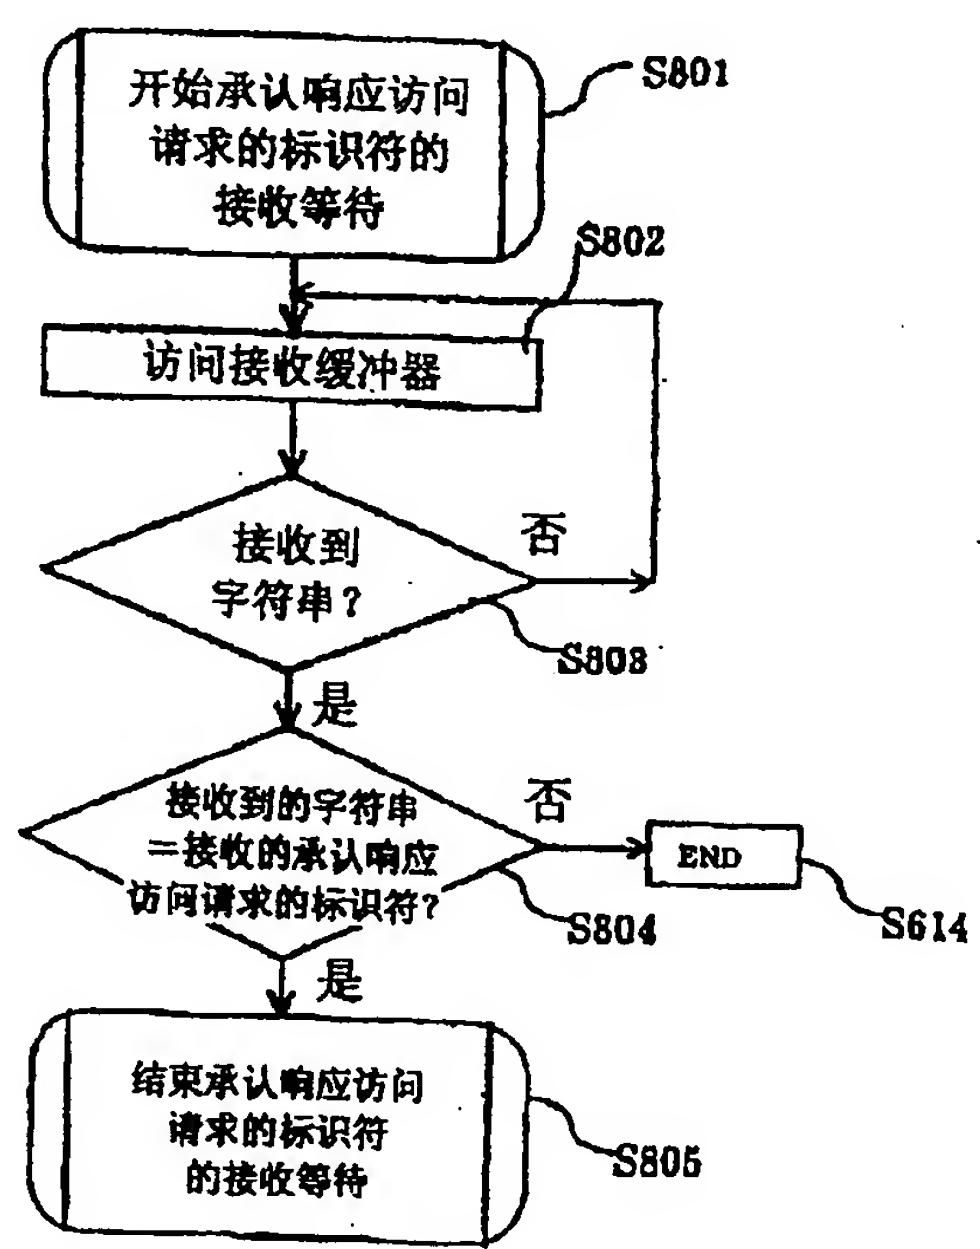 开始承认响应访问
请求的标识符的
接收等待
S801
S802
访问接收缓冲器
接收到
字符串？
否
S803
是
接收到的字符串
＝接收的承认响应
访问请求的标识符？
否
END
S804
S614
是
结束承认响应访问
请求的标识符
的接收等待
S805